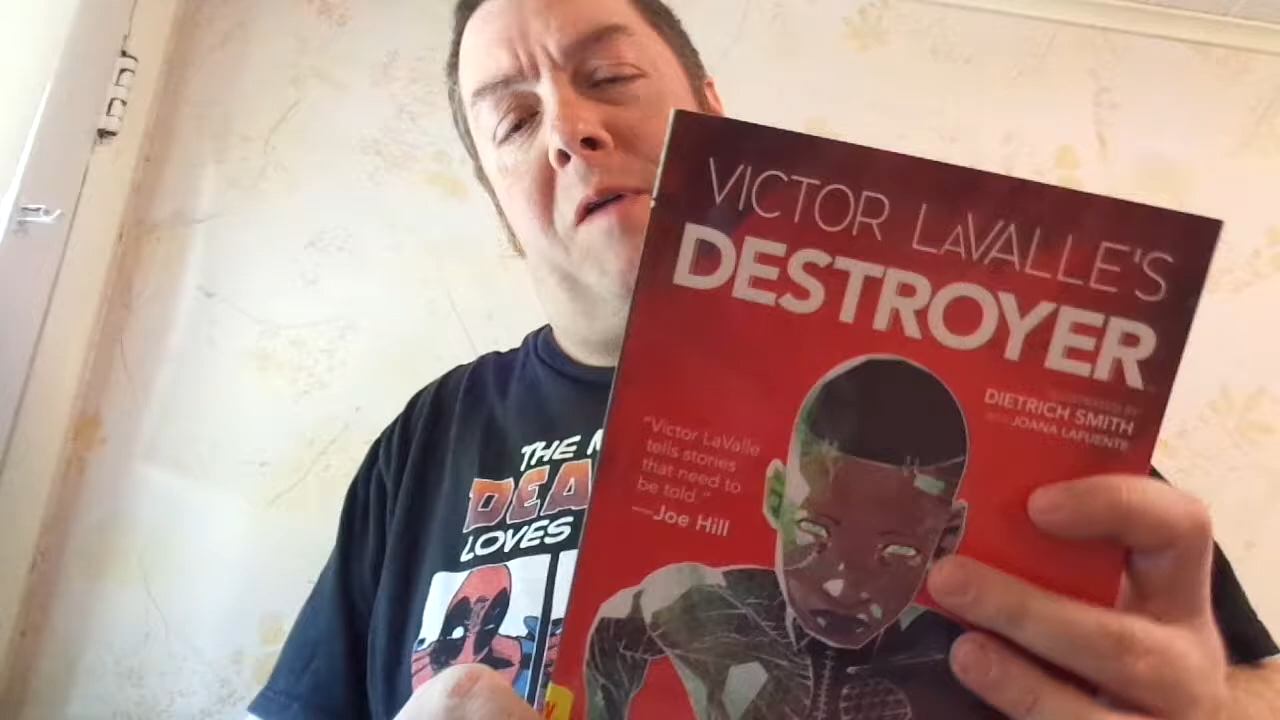 VICTOR LAVALLE'S
DESTROYER
ILLUSTRATED BY
DIETRICH SMITH
WITH JOANA LAFUENTE
"Victor LaValle
tells stories
that need to
be told."
—Joe Hill
THE
DEA
LOVES